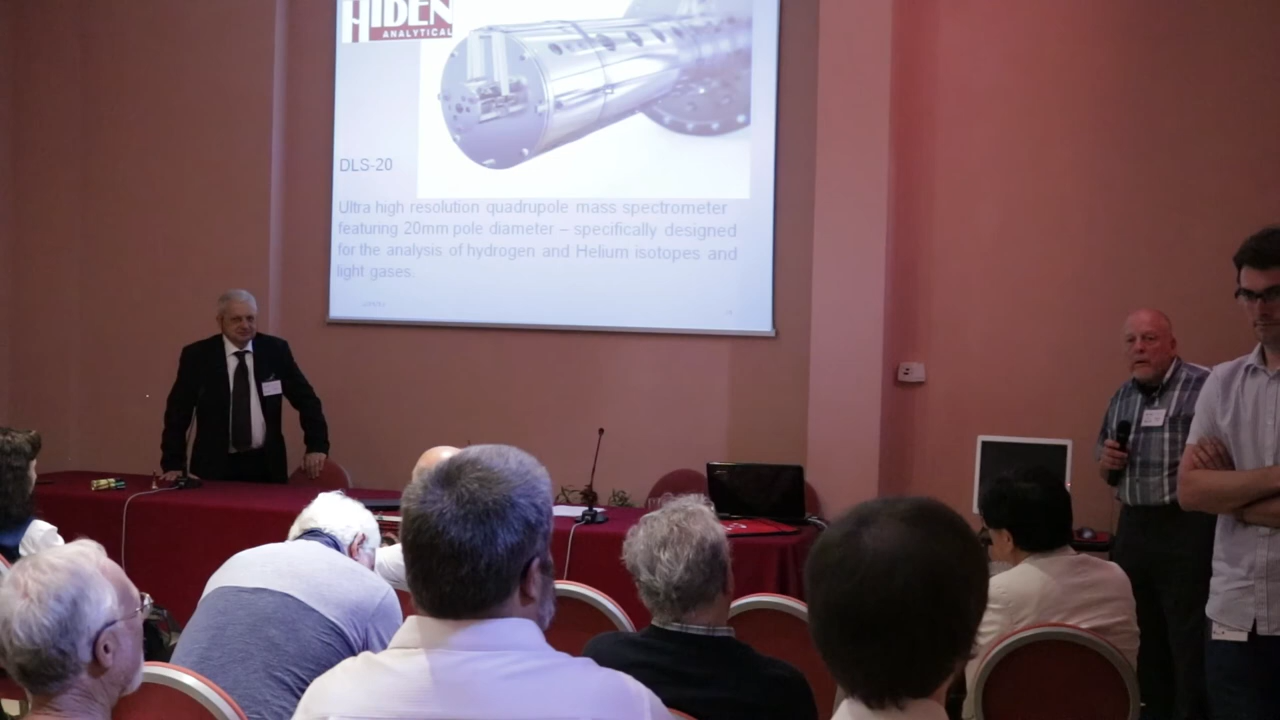 HIDEN
ANALYTICAL
DLS-20
Ultra high resolution quadrupole mass spectrometer
featuring 20mm pole diameter – specifically designed
for the analysis of hydrogen and Helium isotopes and
light gases.